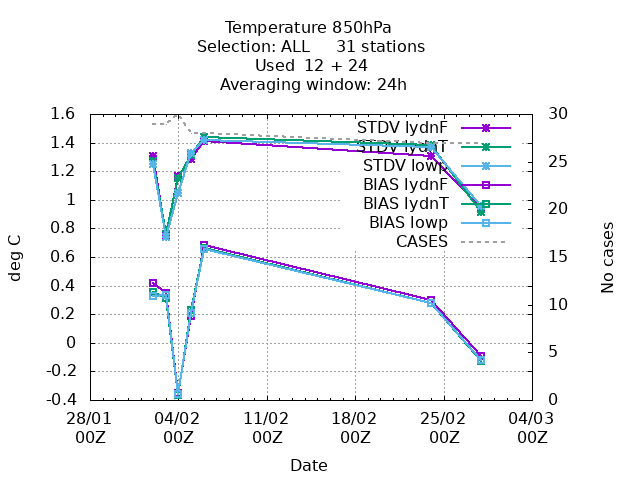 Temperature 850hPa
Selection: ALL 31 stations
Used 12 + 24
Averaging window: 24h
1.6
1.4
1.2
1
0.8
0.6
0.4
0.2
0
-0.2
-0.4
30
25
20
15
10
5
0
deg C
No cases
STDV lydnF
STDV lydnT
STDV lowp
BIAS lydnF
BIAS lydnT
BIAS lowp
CASES
28/01 04/02 11/02 18/02 25/02 04/03
00Z 00Z 00Z 00Z 00Z 00Z
Date